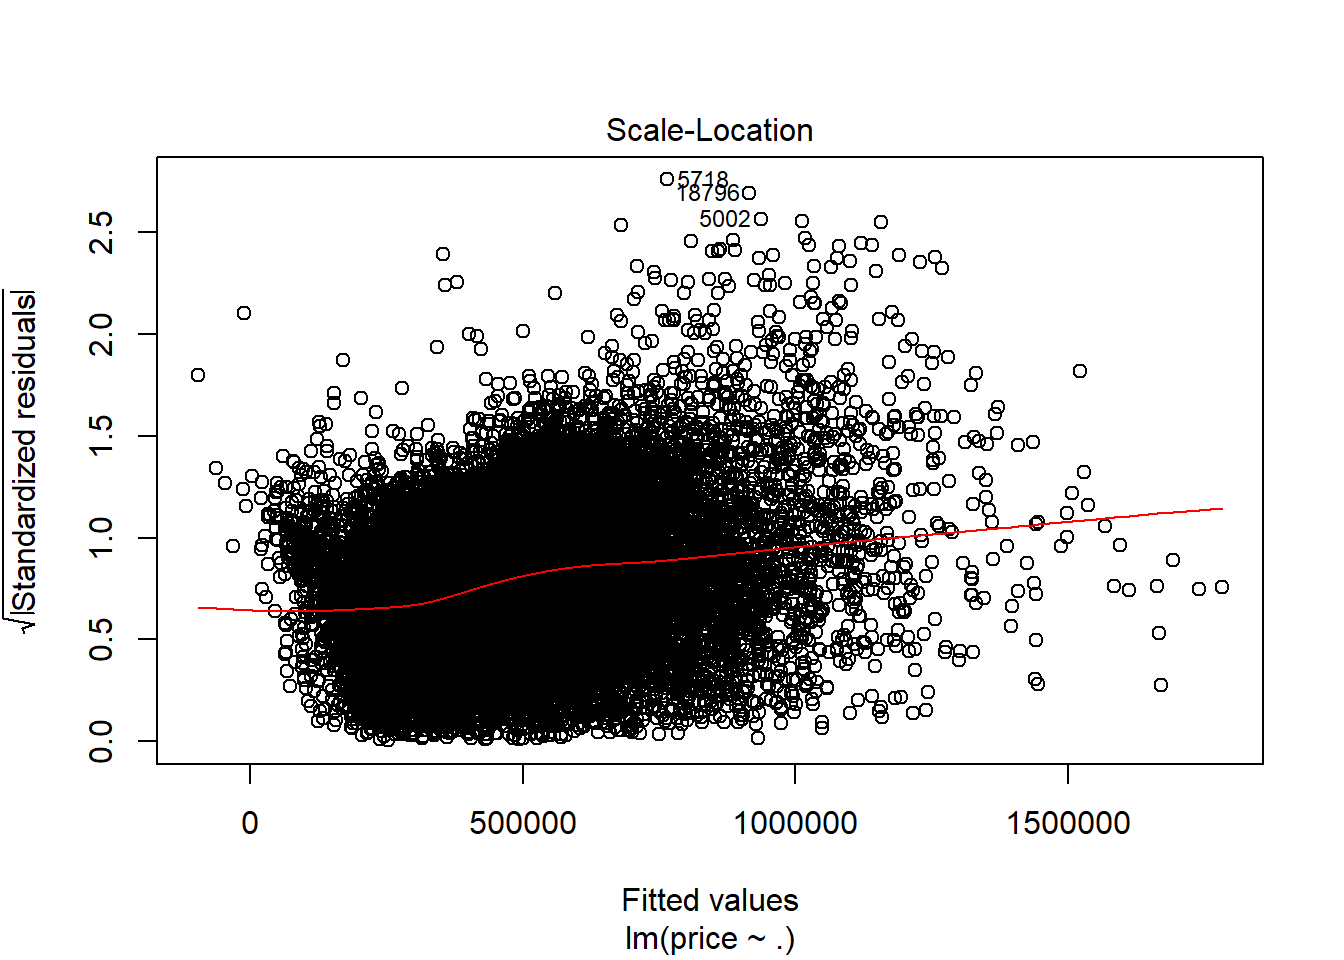 Scale-Location
√|Standardized residuals|
2.5
2.0
1.5
1.0
0.5
0.0
5718
18796
5002
0 500000 1000000 1500000
Fitted values
lm(price ~ .)